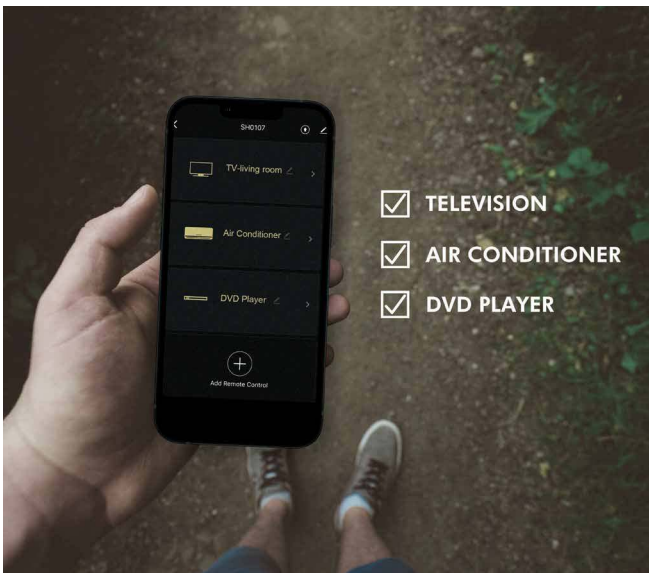 SH0107
TV-living room
Air Conditioner
DVD Player
Add Remote Control
TELEVISION
AIR CONDITIONER
DVD PLAYER